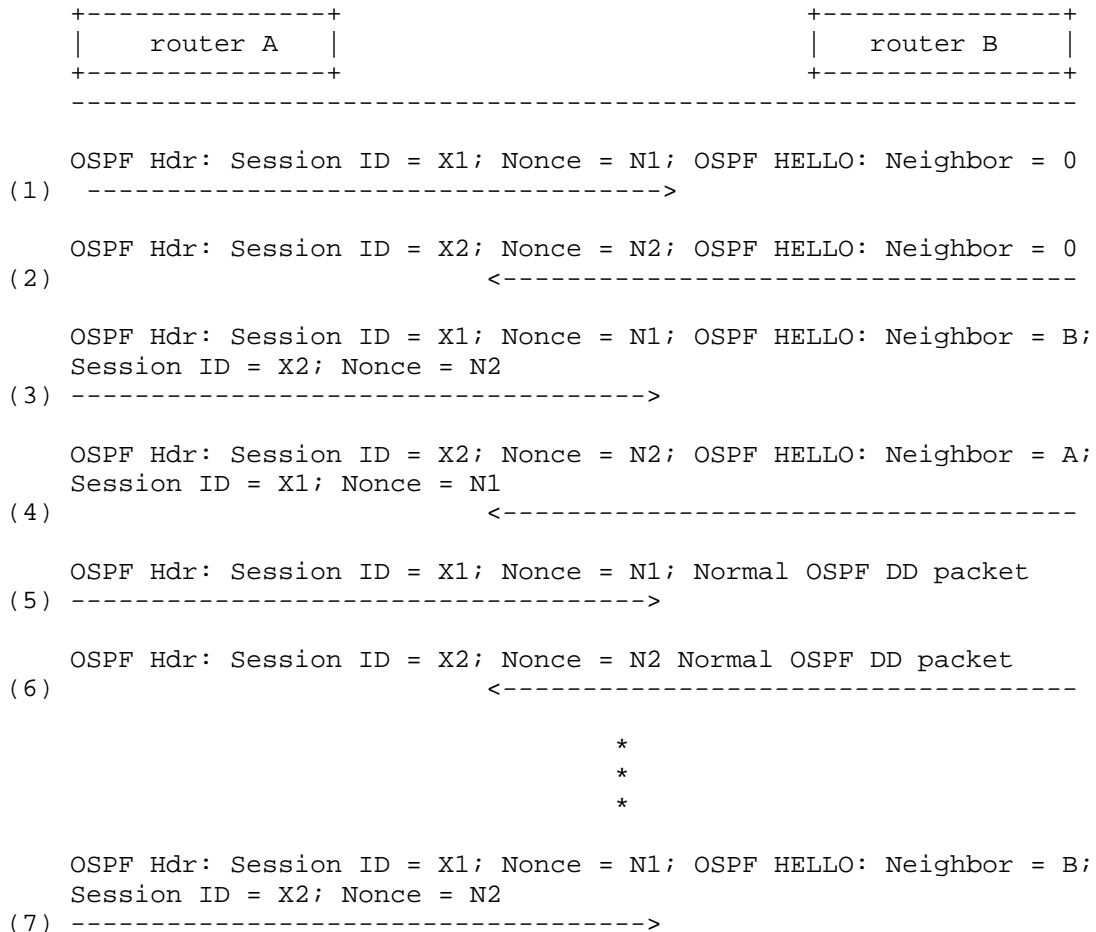 +---------------+ +---------------+
| router A | | router B |
+---------------+ +---------------+
---------------------------------------------------------------
OSPF Hdr: Session ID = X1; Nonce = N1; OSPF HELLO: Neighbor = 0
(1) ------------------------------------>
OSPF Hdr: Session ID = X2; Nonce = N2; OSPF HELLO: Neighbor = 0
(2) <------------------------------------
OSPF Hdr: Session ID = X1; Nonce = N1; OSPF HELLO: Neighbor = B;
Session ID = X2; Nonce = N2
(3) ------------------------------------>
OSPF Hdr: Session ID = X2; Nonce = N2; OSPF HELLO: Neighbor = A;
Session ID = X1; Nonce = N1
(4) <------------------------------------
OSPF Hdr: Session ID = X1; Nonce = N1; Normal OSPF DD packet
(5) ------------------------------------>
OSPF Hdr: Session ID = X2; Nonce = N2 Normal OSPF DD packet
(6) <------------------------------------
*
*
*
OSPF Hdr: Session ID = X1; Nonce = N1; OSPF HELLO: Neighbor = B;
Session ID = X2; Nonce = N2
(7) ------------------------------------>